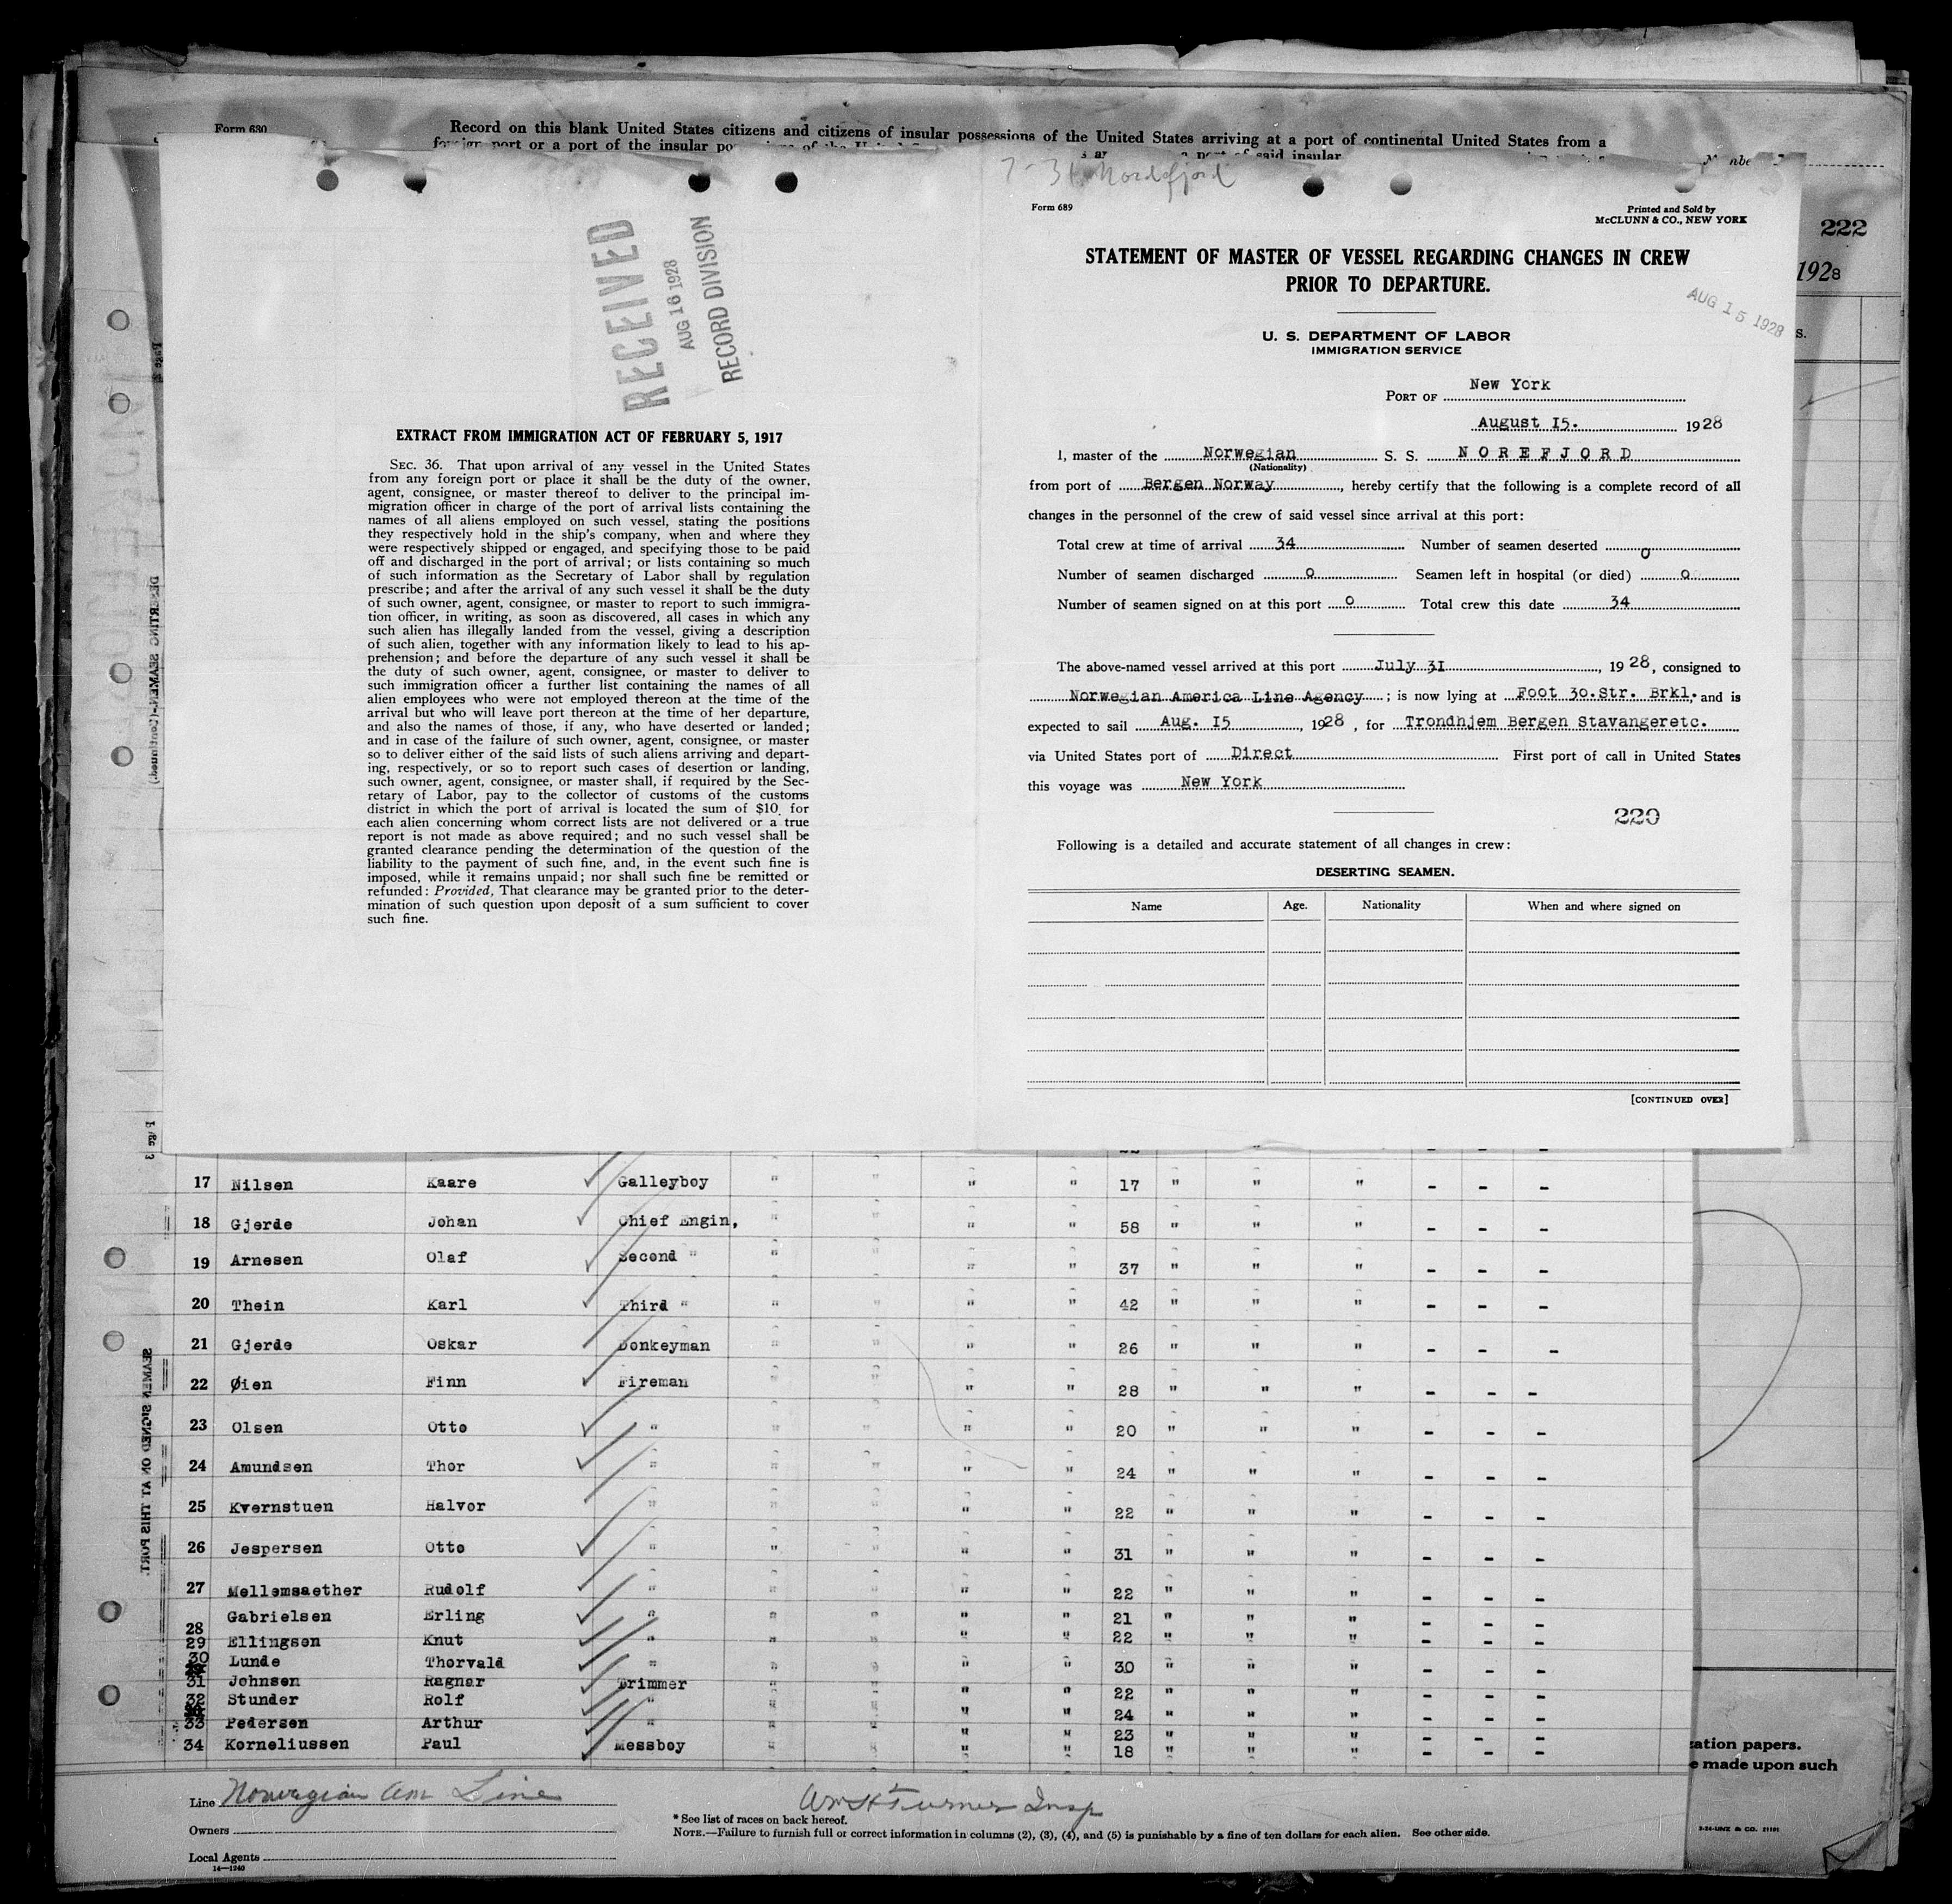 Form 630
Record on this blank United States citizens and citizens of insular possessions of the United States arriving at a port of continental United States from a
foreign port or a port of the insular
port of said insular
222
1928
7-31 Nordfjord
Form 689
Printed and Sold by
McCLUNN & CO., NEW YORK
RECEIVED
AUG 16 1928
RECORD DIVISION
EXTRACT FROM IMMIGRATION ACT OF FEBRUARY 5, 1917
SEC. 36. That upon arrival of any vessel in the United States
from any foreign port or place it shall be the duty of the owner,
agent, consignee, or master thereof to deliver to the principal im-
migration officer in charge of the port of arrival lists containing the
names of all aliens employed on such vessel, stating the positions
they respectively hold in the ship's company, when and where they
were respectively shipped or engaged, and specifying those to be paid
off and discharged in the port of arrival; or lists containing so much
of such information as the Secretary of Labor shall by regulation
prescribe; and after the arrival of any such vessel it shall be the duty
of such owner, agent, consignee, or master to report to such immigra-
tion officer, in writing, as soon as discovered, all cases in which any
such alien has illegally landed from the vessel, giving a description
of such alien, together with any information likely to lead to his ap-
prehension; and before the departure of any such vessel it shall be
the duty of such owner, agent, consignee, or master to deliver to
such immigration officer a further list containing the names of all
alien employees who were not employed thereon at the time of the
arrival but who will leave port thereon at the time of her departure,
and also the names of those, if any, who have deserted or landed;
and in case of the failure of such owner, agent, consignee, or master
so to deliver either of the said lists of such aliens arriving and depart-
ing, respectively, or so to report such cases of desertion or landing,
such owner, agent, consignee, or master shall, if required by the Sec-
retary of Labor, pay to the collector of customs of the customs
district in which the port of arrival is located the sum of $10 for
each alien concerning whom correct lists are not delivered or a true
report is not made as above required; and no such vessel shall be
granted clearance pending the determination of the question of the
liability to the payment of such fine, and, in the event such fine is
imposed, while it remains unpaid; nor shall such fine be remitted or
refunded: Provided, That clearance may be granted prior to the deter-
mination of such question upon deposit of a sum sufficient to cover
such fine.
STATEMENT OF MASTER OF VESSEL REGARDING CHANGES IN CREW
PRIOR TO DEPARTURE.
AUG 15 1928
U. S. DEPARTMENT OF LABOR
IMMIGRATION SERVICE
PORT OF New York
August 15. 1928
I, master of the Norwegian S. S. NOREFJORD
(Nationality)
from port of Bergen Norway, hereby certify that the following is a complete record of all
changes in the personnel of the crew of said vessel since arrival at this port:
Total crew at time of arrival 34 Number of seamen deserted 0
Number of seamen discharged 0 Seamen left in hospital (or died) 0
Number of seamen signed on at this port 0 Total crew this date 34
The above-named vessel arrived at this port July 31, 1928, consigned to
Norwegian America Line Agency; is now lying at Foot 30.Str. Brkl. and is
expected to sail Aug. 15, 1928, for Trondhjem Bergen Stavangeretc.
via United States port of Direct First port of call in United States
this voyage was New York
220
Following is a detailed and accurate statement of all changes in crew:
DESERTING SEAMEN.
Name Age. Nationality When and where signed on
[CONTINUED OVER]
DESERTING SEAMEN—(Continued)
SEAMEN SIGNED ON AT THIS PORT.
17 Nilsen Kaare Galleyboy " " " " 17 " " " - - -
18 Gjerde Johan Chief Engin, " " " " 58 " " " - - -
19 Arnesen Olaf Second " " " " " 37 " " " - - -
20 Thein Karl Third " " " " " 42 " " " - - -
21 Gjerde Oskar Donkeyman " " " " 26 " " " - - -
22 Øien Finn Fireman " " " " 28 " " " - - -
23 Olsen Otto " " " " " 20 " " " - - -
24 Amundsen Thor " " " " " 24 " " " - - -
25 Kvernstuen Halvor " " " " " 22 " " " - - -
26 Jespersen Otto " " " " " 31 " " " - - -
27 Mellemsaether Rudolf " " " " " 22 " " " - - -
28 Gabrielsen Erling " " " " " 21 " " " - - -
29 Ellingsen Knut " " " " " 22 " " " - - -
30 Lunde Thorvald " " " " " 30 " " " - - -
31 Johnsen Ragnar Trimmer " " " " 22 " " " - - -
32 Stunder Rolf " " " " " 24 " " " - - -
33 Pedersen Arthur " " " " " 23 " " " - - -
34 Korneliussen Paul Messboy " " " " 18 " " " - - -
Line Norwegian Am Line
Wm H Turner Insp
Owners
Local Agents
14—1240
* See list of races on back hereof.
NOTE.—Failure to furnish full or correct information in columns (2), (3), (4), and (5) is punishable by a fine of ten dollars for each alien. See other side.
ation papers.
e made upon such